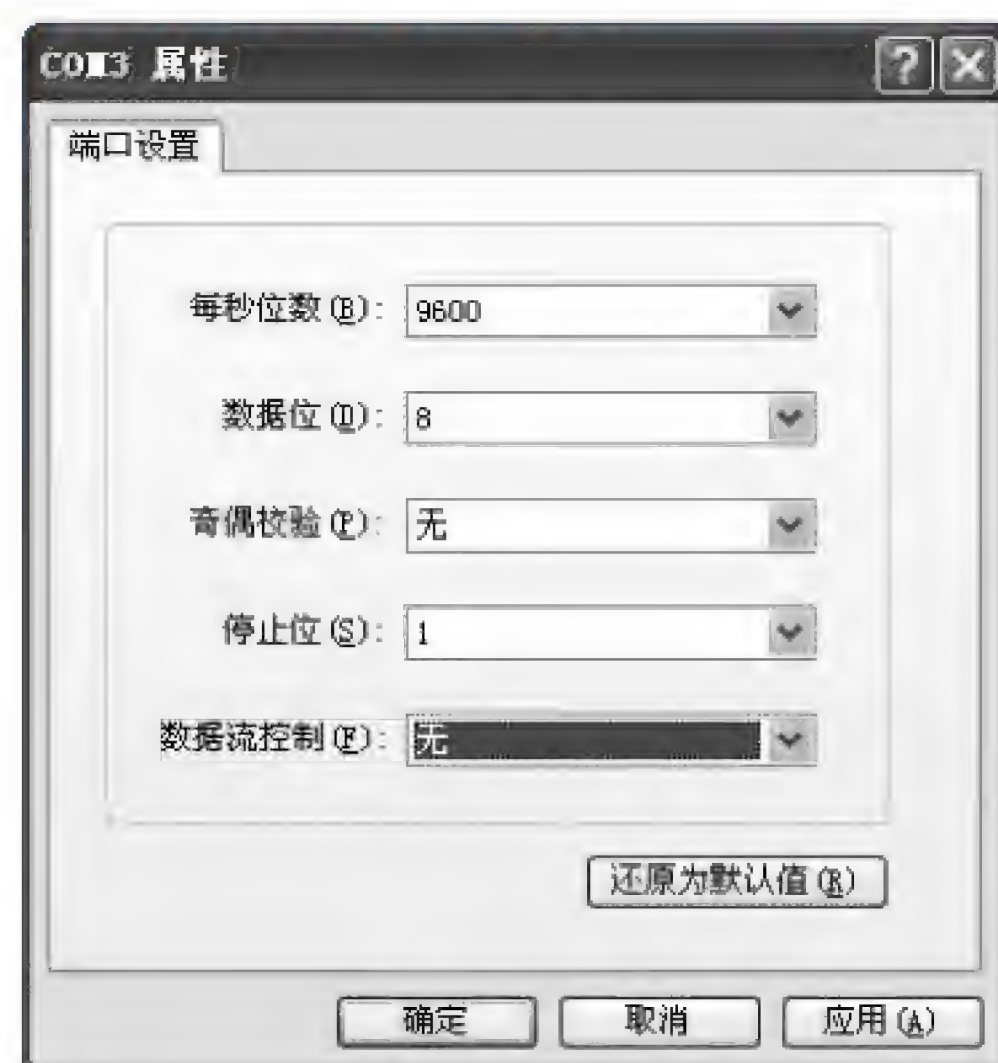 COM3 属性
端口设置
每秒位数(B): 9600
数据位(D): 8
奇偶校验(P): 无
停止位(S): 1
数据流控制(F): 无
还原为默认值(R)
确定 取消 应用(A)